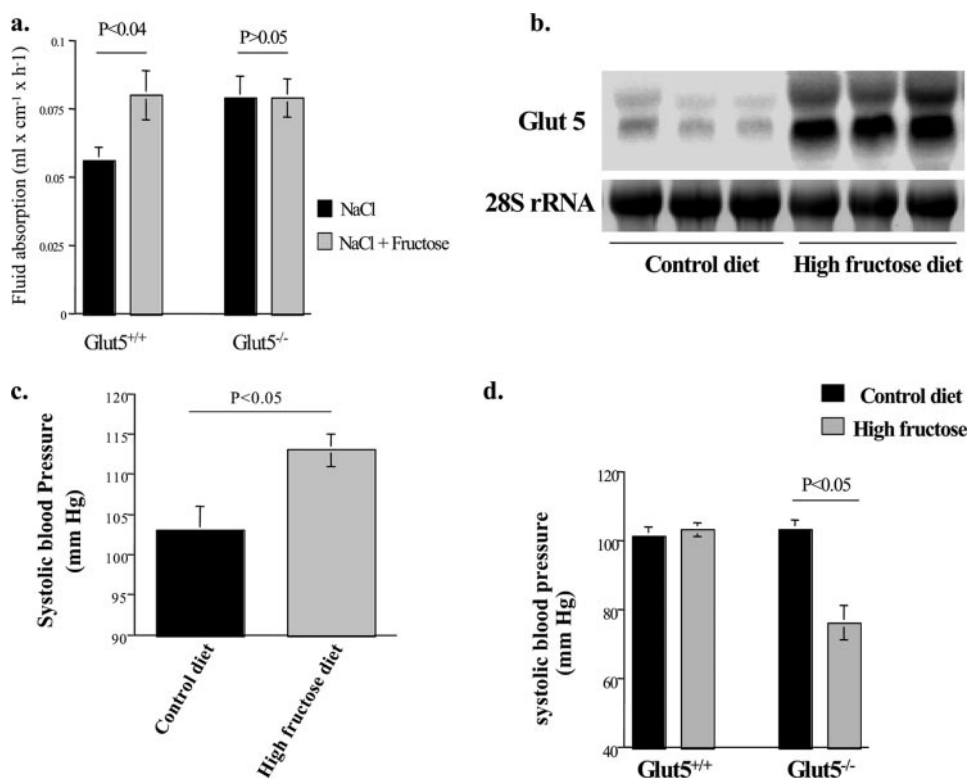 a.
P<0.04
P>0.05
Fluid absorption (ml x cm⁻¹ x h-1)
0.1
0.075
0.05
0.025
0
NaCl
NaCl + Fructose
Glut5+/+
Glut5-/-
b.
Glut 5
28S rRNA
Control diet
High fructose diet
c.
P<0.05
Systolic blood Pressure
(mm Hg)
120
115
110
105
100
95
90
Control diet
High fructose diet
d.
Control diet
High fructose
P<0.05
systolic blood pressure
(mm Hg)
120
100
80
60
40
Glut5+/+
Glut5-/-